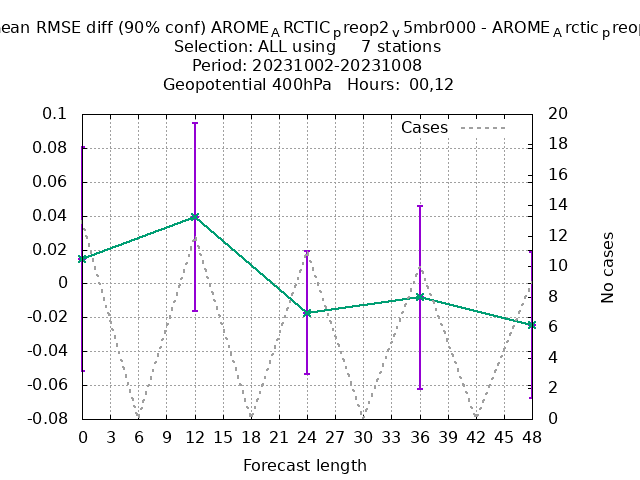 ean RMSE diff (90% conf) AROME_ARCTIC_preop2_v5mbr000 - AROME_Arctic_preop
Selection: ALL using 7 stations
Period: 20231002-20231008
Geopotential 400hPa Hours: 00,12
Cases
0.1
0.08
0.06
0.04
0.02
0
-0.02
-0.04
-0.06
-0.08
20
18
16
14
12
10
8
6
4
2
0
No cases
0 3 6 9 12 15 18 21 24 27 30 33 36 39 42 45 48
Forecast length